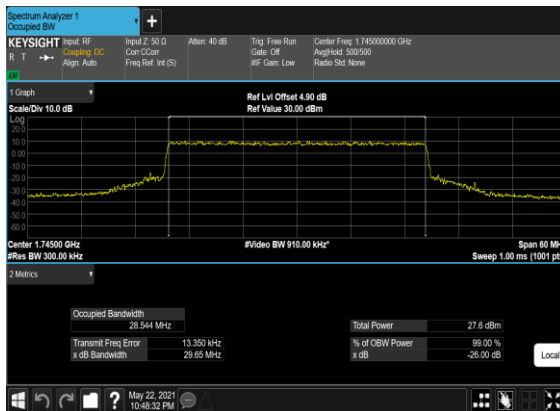 Spectrum Analyzer 1
Occupied BW
KEYSIGHT Input: RF Input Z: 50 Ω Atten: 40 dB Trig: Free Run Center Freq: 1.745000000 GHz
R T Coupling: DC Corr CCorr Gate: Off Avg|Hold: 500/500
Align: Auto Freq Ref: Int (S) #IF Gain: Low Radio Std: None
1 Graph
Ref Lvl Offset 4.90 dB
Scale/Div 10.0 dB Ref Value 30.00 dBm
Log
20.0
10.0
0.00
-10.0
-20.0
-30.0
-40.0
-50.0
-60.0
Center 1.74500 GHz #Video BW 910.00 kHz* Span 60 MH
#Res BW 300.00 kHz Sweep 1.00 ms (1001 pts
2 Metrics
Occupied Bandwidth
28.544 MHz Total Power 27.6 dBm
Transmit Freq Error 13.350 kHz % of OBW Power 99.00 %
x dB Bandwidth 29.65 MHz x dB -26.00 dB
Local
May 22, 2021
10:48:32 PM